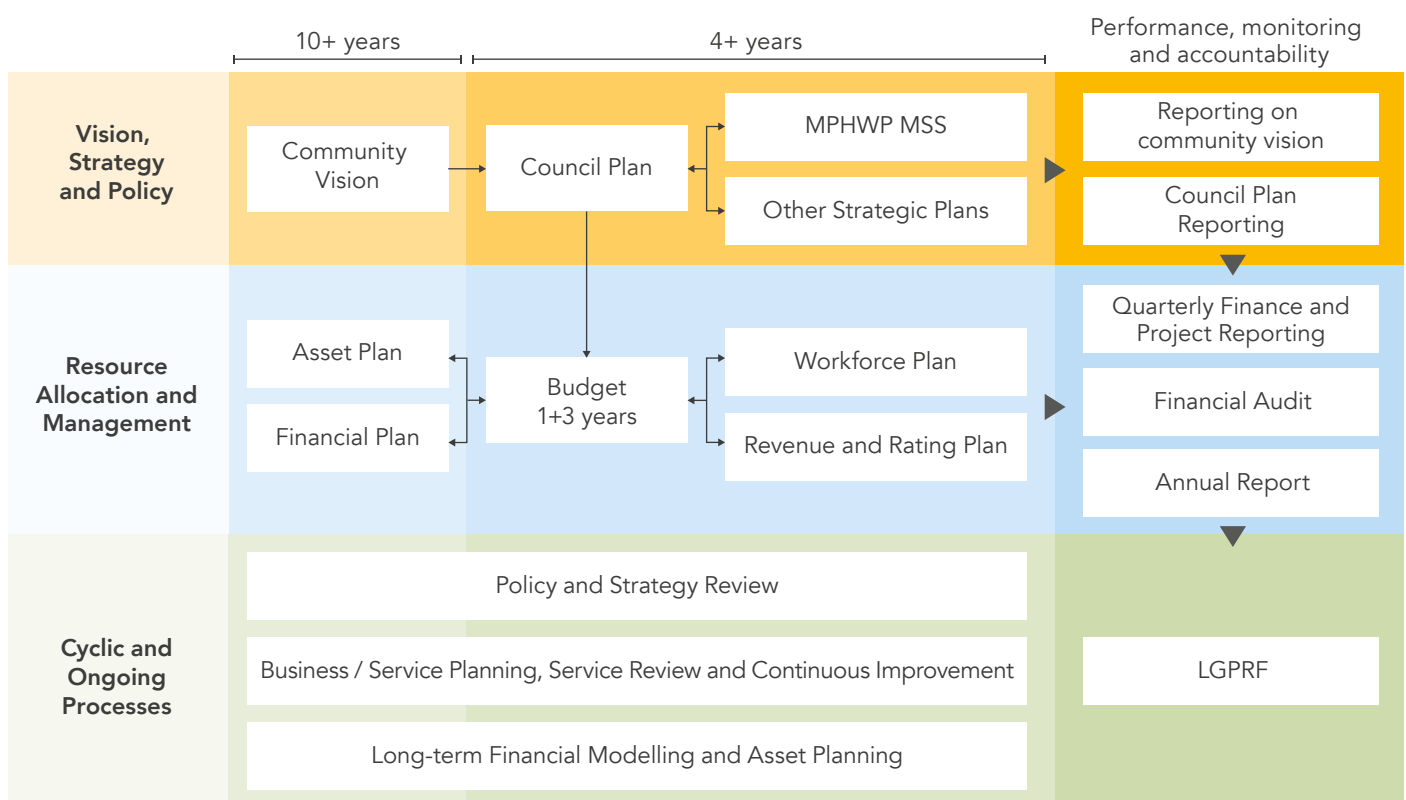 10+ years
4+ years
Performance, monitoring
and accountability
Vision,
Strategy
and Policy
Community
Vision
Council Plan
MPHWP MSS
Other Strategic Plans
Reporting on
community vision
Council Plan
Reporting
Resource
Allocation and
Management
Asset Plan
Financial Plan
Budget
1+3 years
Workforce Plan
Revenue and Rating Plan
Quarterly Finance and
Project Reporting
Financial Audit
Annual Report
Cyclic and
Ongoing
Processes
Policy and Strategy Review
Business / Service Planning, Service Review and Continuous Improvement
Long-term Financial Modelling and Asset Planning
LGPRF